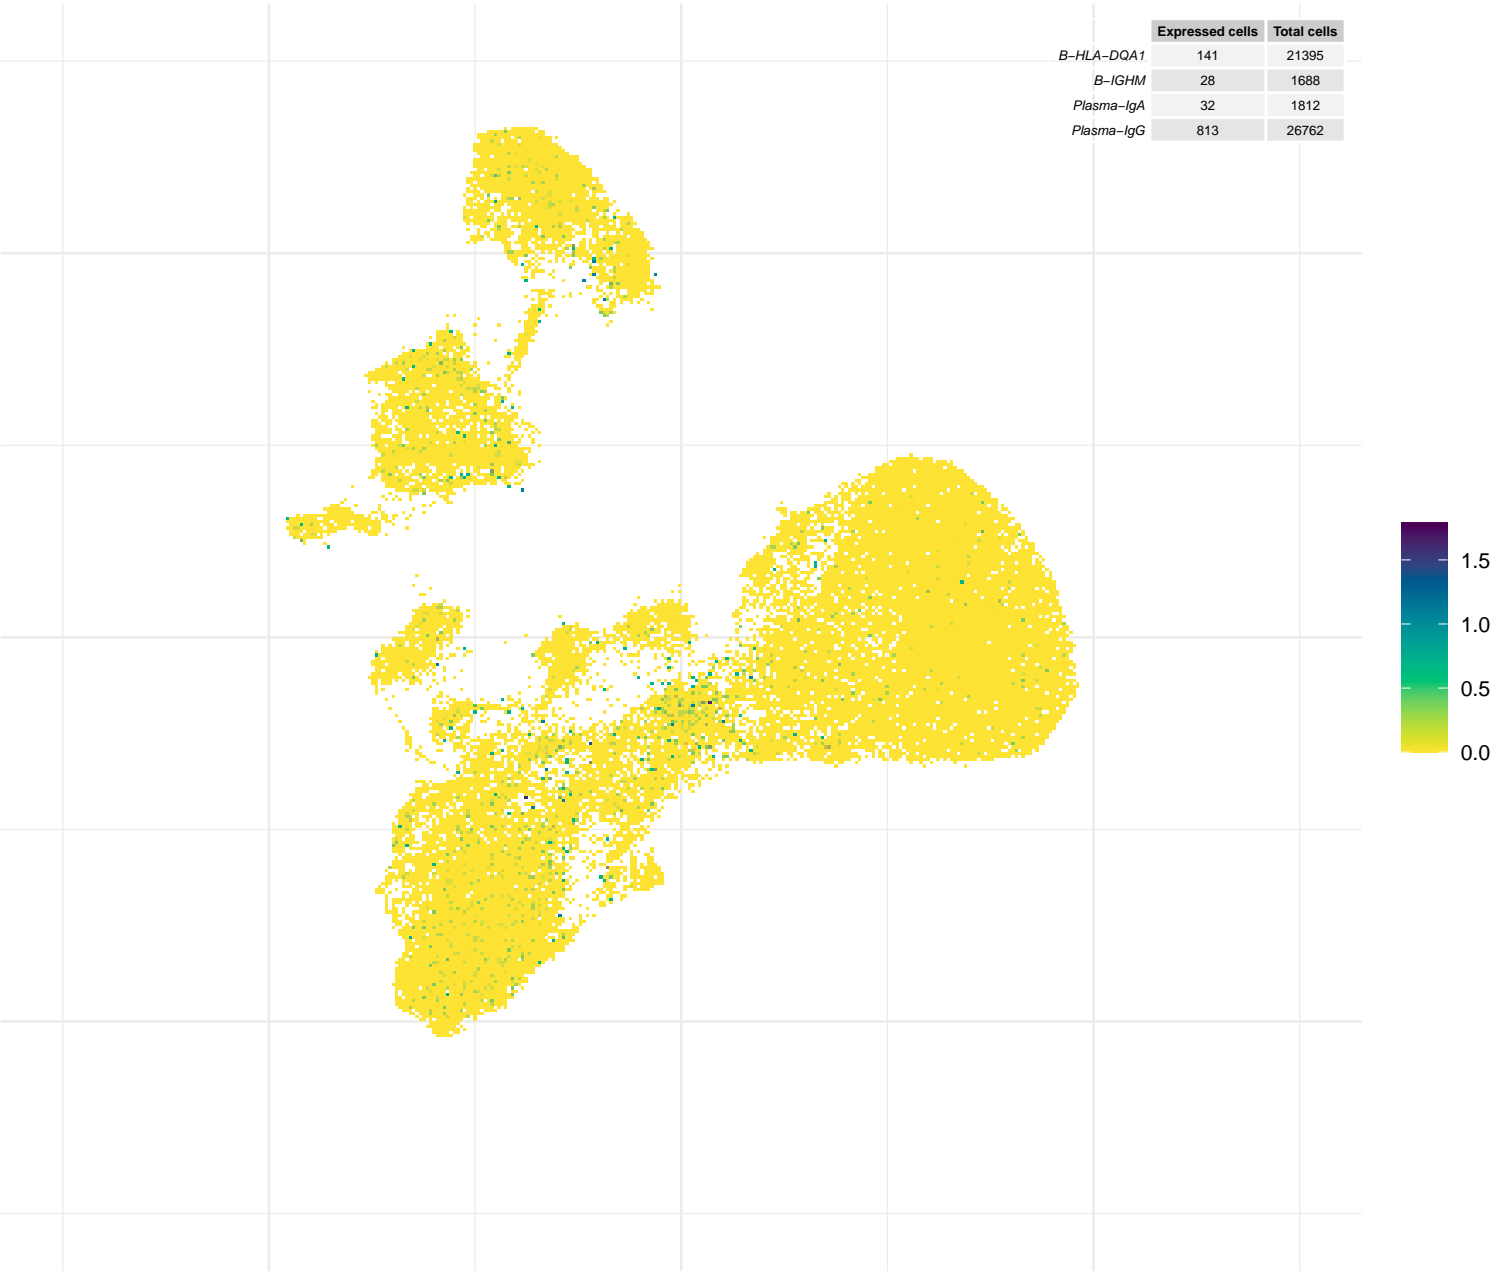 Expressed cells Total cells
B–HLA–DQA1 141 21395
B–IGHM 28 1688
Plasma–IgA 32 1812
Plasma–IgG 813 26762
1.5
1.0
0.5
0.0